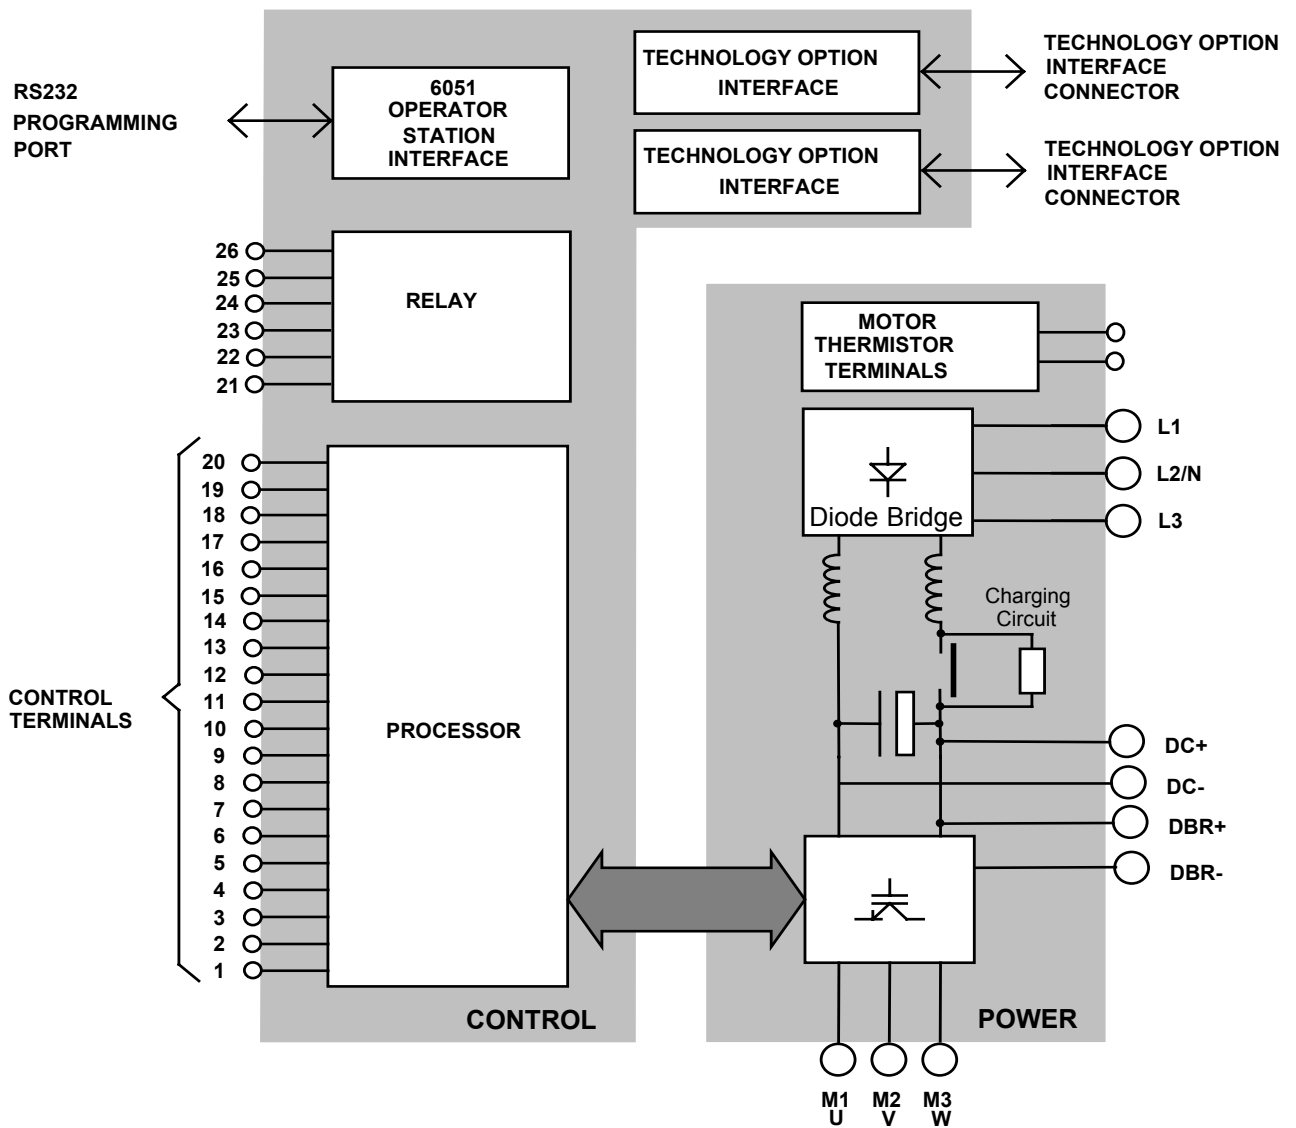 RS232
PROGRAMMING
PORT
6051
OPERATOR
STATION
INTERFACE
TECHNOLOGY OPTION
INTERFACE
TECHNOLOGY OPTION
INTERFACE
CONNECTOR
TECHNOLOGY OPTION
INTERFACE
TECHNOLOGY OPTION
INTERFACE
CONNECTOR
26
25
24
23
22
21
RELAY
MOTOR
THERMISTOR
TERMINALS
L1
L2/N
L3
Diode Bridge
Charging
Circuit
CONTROL
TERMINALS
20
19
18
17
16
15
14
13
12
11
10
9
8
7
6
5
4
3
2
1
PROCESSOR
DC+
DC-
DBR+
DBR-
CONTROL
POWER
M1 M2 M3
U V W